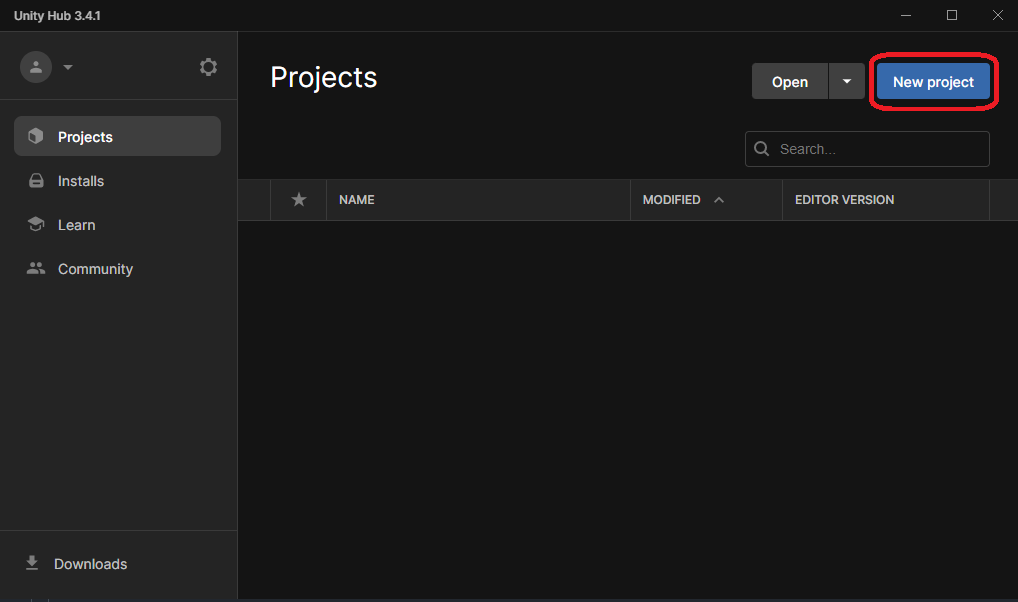 Unity Hub 3.4.1
Projects
Installs
Learn
Community
Downloads
Projects
Open
New project
Search...
NAME
MODIFIED
EDITOR VERSION